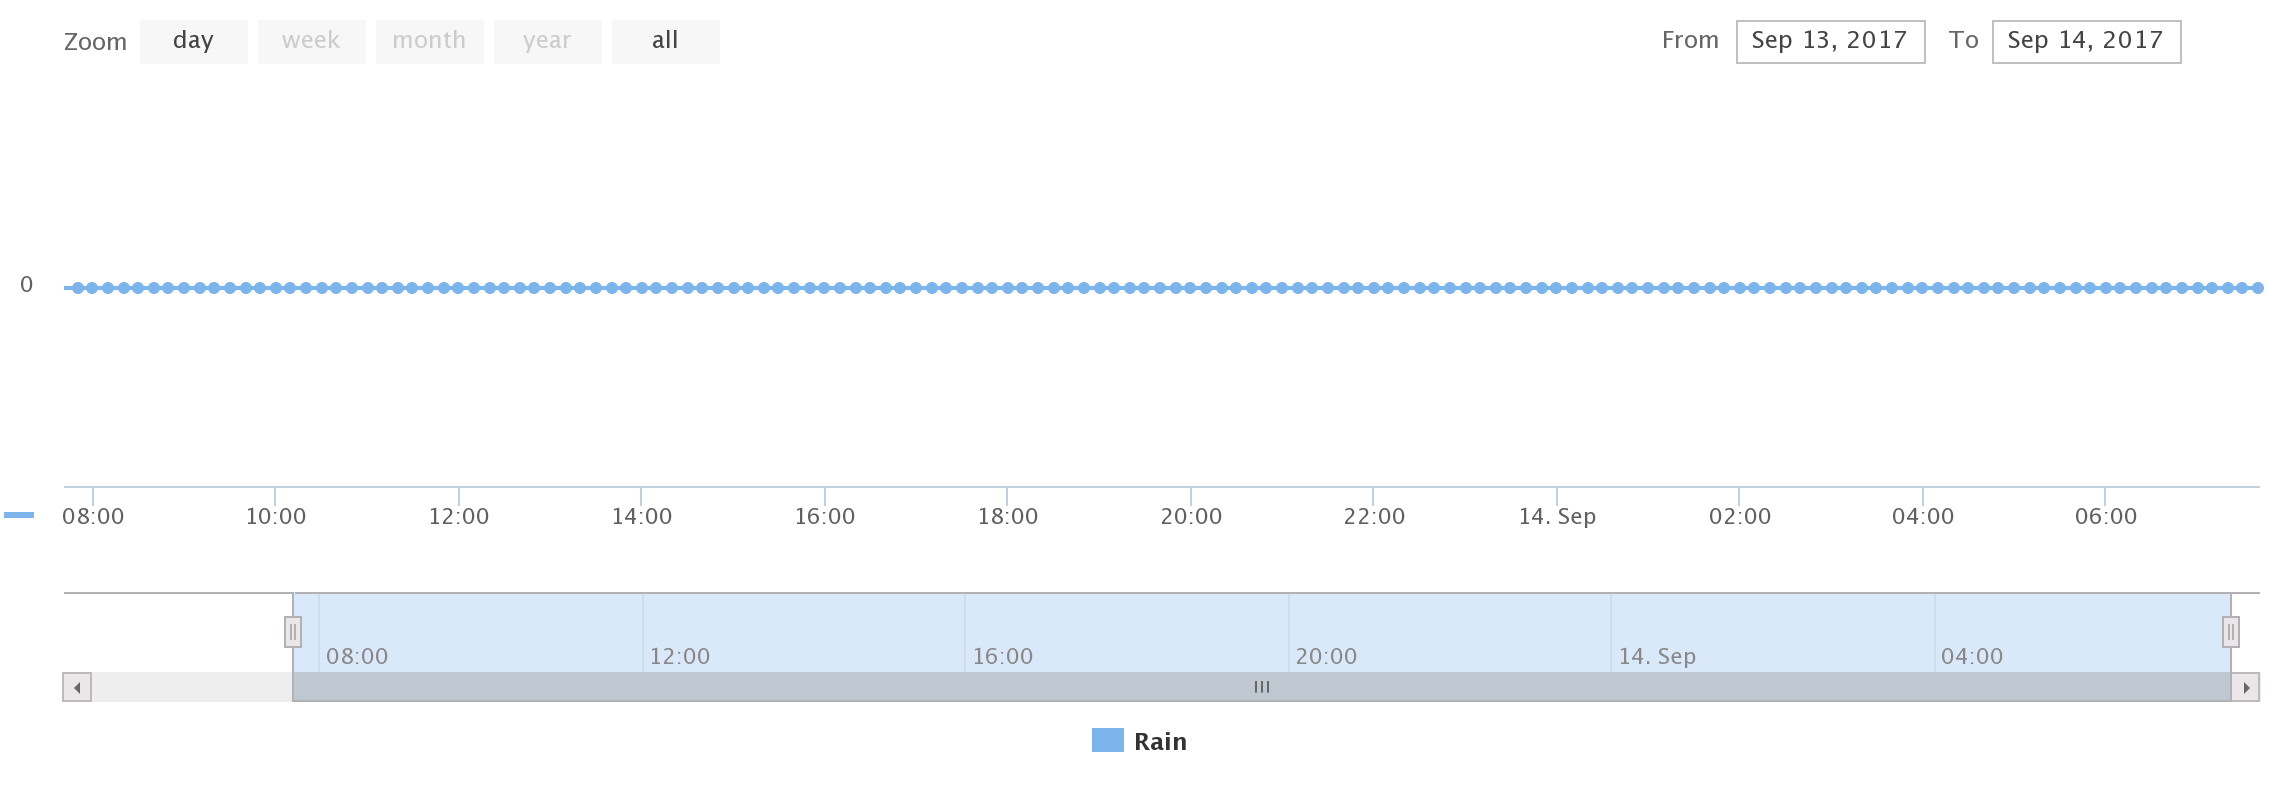 Zoom day week month year all From Sep 13, 2017 To Sep 14, 2017
0
08:00 10:00 12:00 14:00 16:00 18:00 20:00 22:00 14. Sep 02:00 04:00 06:00
08:00 12:00 16:00 20:00 14. Sep 04:00
Rain